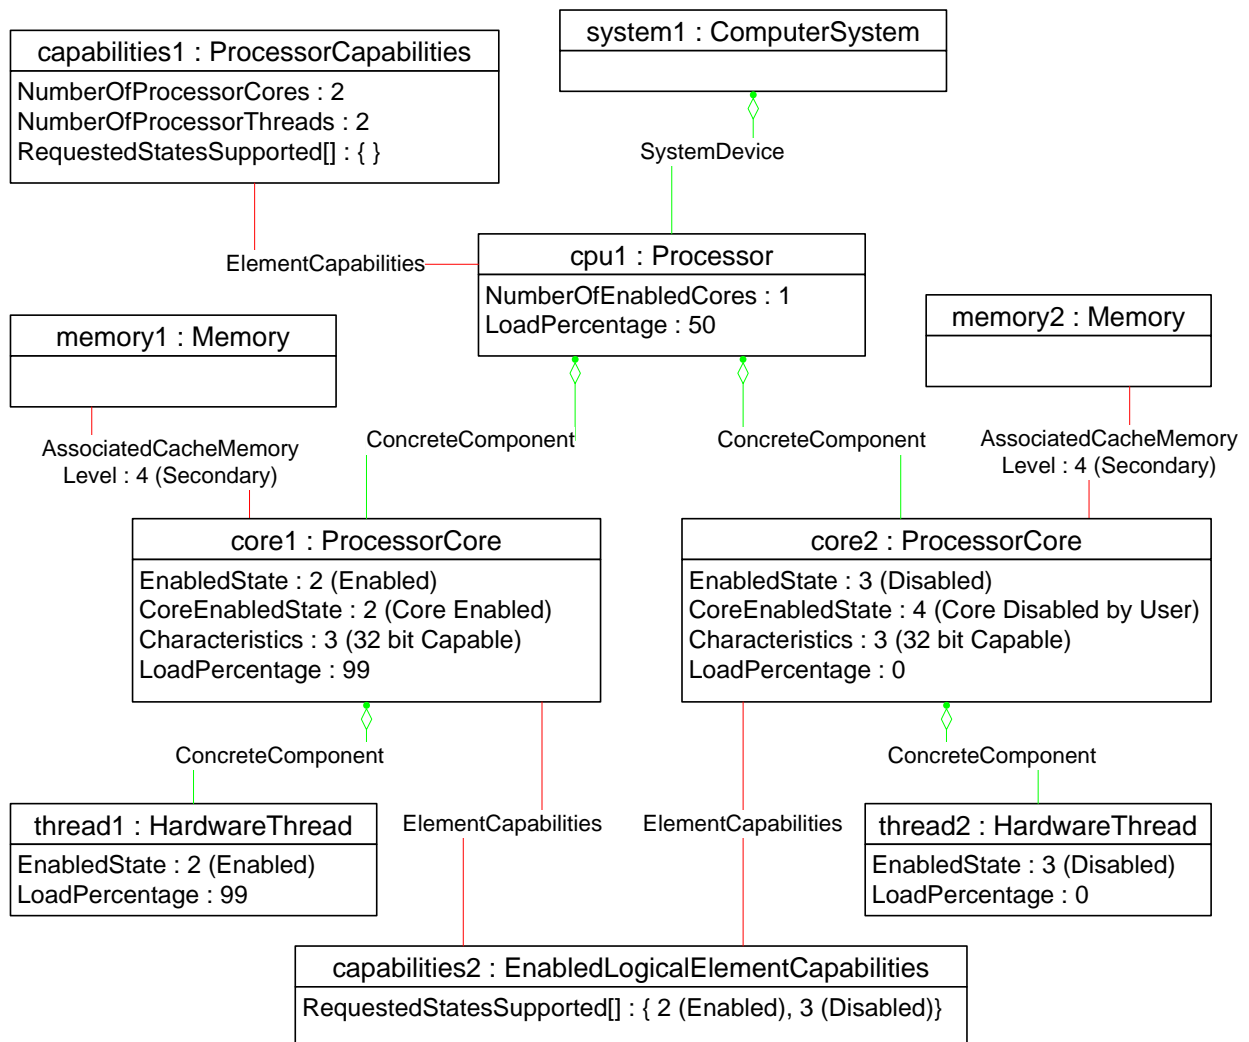 system1 : ComputerSystem
capabilities1 : ProcessorCapabilities
NumberOfProcessorCores : 2
NumberOfProcessorThreads : 2
RequestedStatesSupported[] : { }
SystemDevice
ElementCapabilities
cpu1 : Processor
NumberOfEnabledCores : 1
LoadPercentage : 50
memory1 : Memory
memory2 : Memory
AssociatedCacheMemory
Level : 4 (Secondary)
ConcreteComponent
ConcreteComponent
AssociatedCacheMemory
Level : 4 (Secondary)
core1 : ProcessorCore
EnabledState : 2 (Enabled)
CoreEnabledState : 2 (Core Enabled)
Characteristics : 3 (32 bit Capable)
LoadPercentage : 99
core2 : ProcessorCore
EnabledState : 3 (Disabled)
CoreEnabledState : 4 (Core Disabled by User)
Characteristics : 3 (32 bit Capable)
LoadPercentage : 0
ConcreteComponent
ConcreteComponent
thread1 : HardwareThread
EnabledState : 2 (Enabled)
LoadPercentage : 99
ElementCapabilities
ElementCapabilities
thread2 : HardwareThread
EnabledState : 3 (Disabled)
LoadPercentage : 0
capabilities2 : EnabledLogicalElementCapabilities
RequestedStatesSupported[] : { 2 (Enabled), 3 (Disabled)}